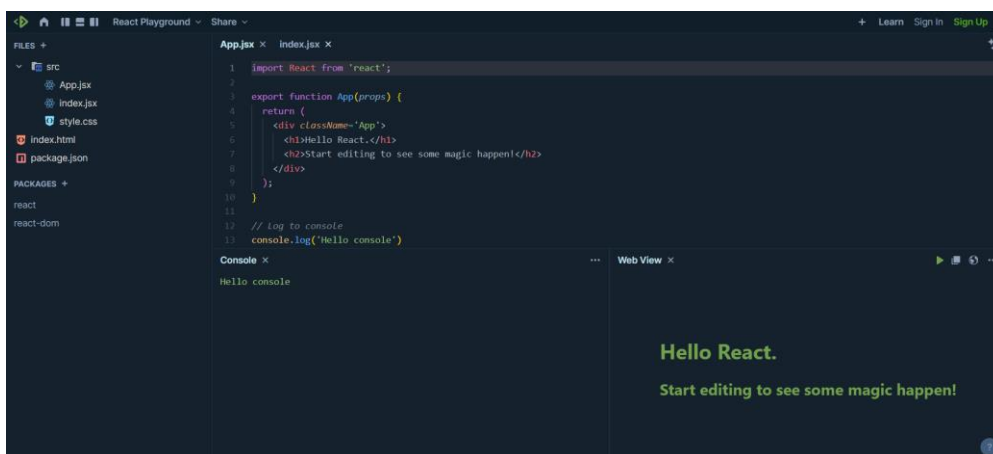 React Playground Share + Learn Sign In Sign Up
FILES +
src
App.jsx
index.jsx
style.css
index.html
package.json
PACKAGES +
react
react-dom
App.jsx × index.jsx ×
1 import React from 'react';
2
3 export function App(props) {
4 return (
5 <div className='App'>
6 <h1>Hello React.</h1>
7 <h2>Start editing to see some magic happen!</h2>
8 </div>
9 );
10 }
11
12 // Log to console
13 console.log('Hello console')
Console × ...
Hello console
Web View ×
Hello React.
Start editing to see some magic happen!
?